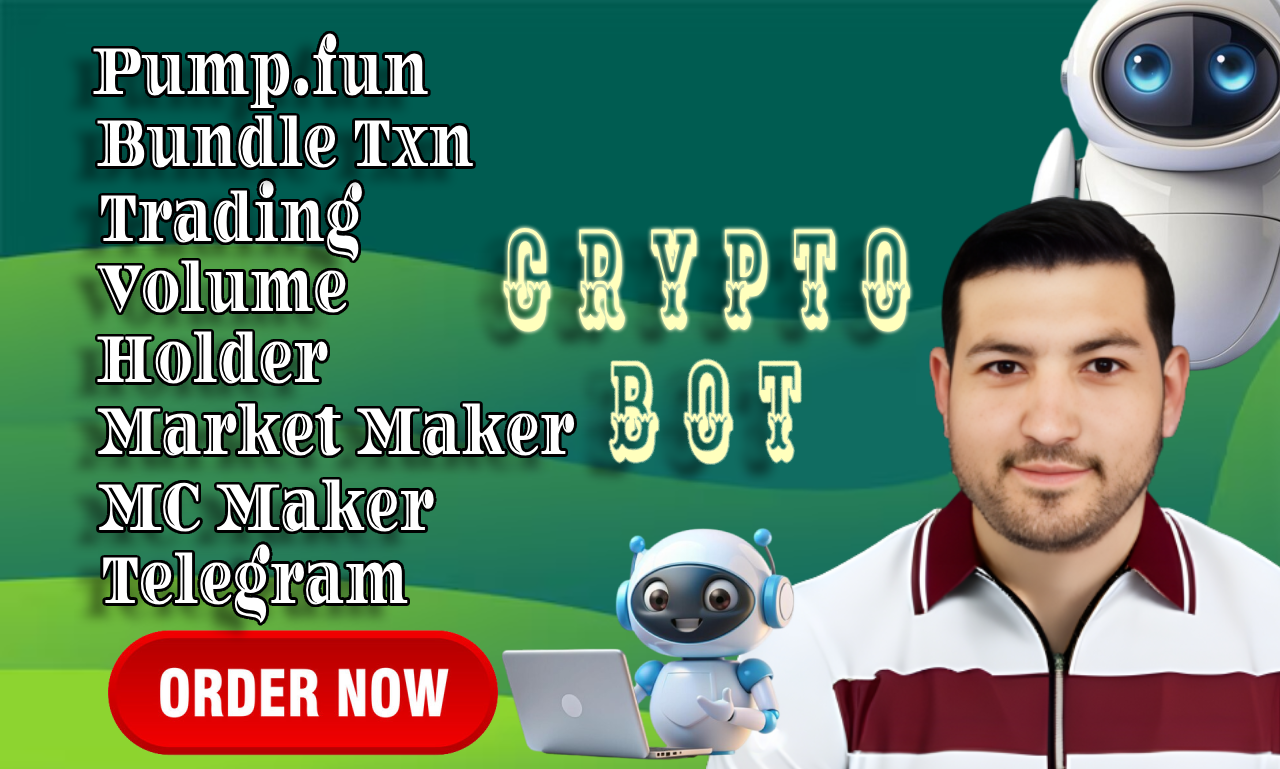 Pump.fun
Bundle Txn
Trading
Volume
Holder
Market Maker
MC Maker
Telegram
ORDER NOW
CRYPTO
BOT